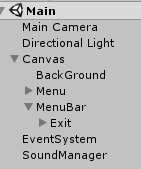 Main
Main Camera
Directional Light
Canvas
BackGround
Menu
MenuBar
Exit
EventSystem
SoundManager